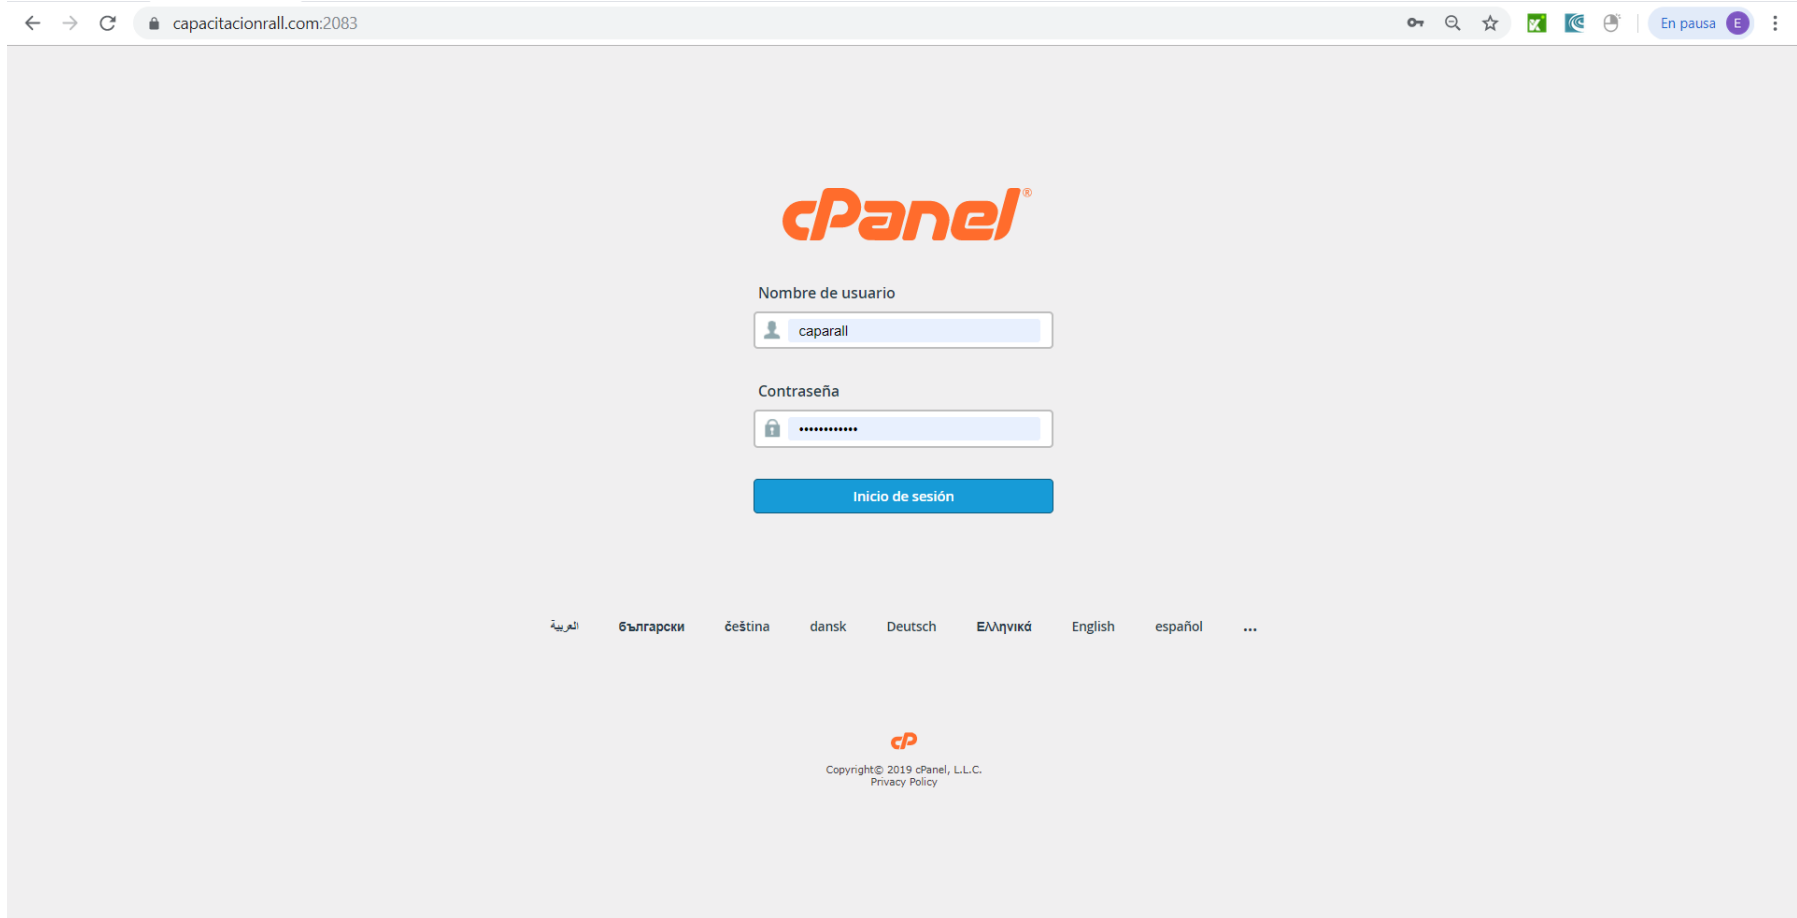 capacitacionrall.com:2083
En pausa E
cPanel®
Nombre de usuario
caparall
Contraseña
••••••••••••
Inicio de sesión
العربية български čeština dansk Deutsch Ελληνικά English español ...
cP
Copyright© 2019 cPanel, L.L.C.
Privacy Policy